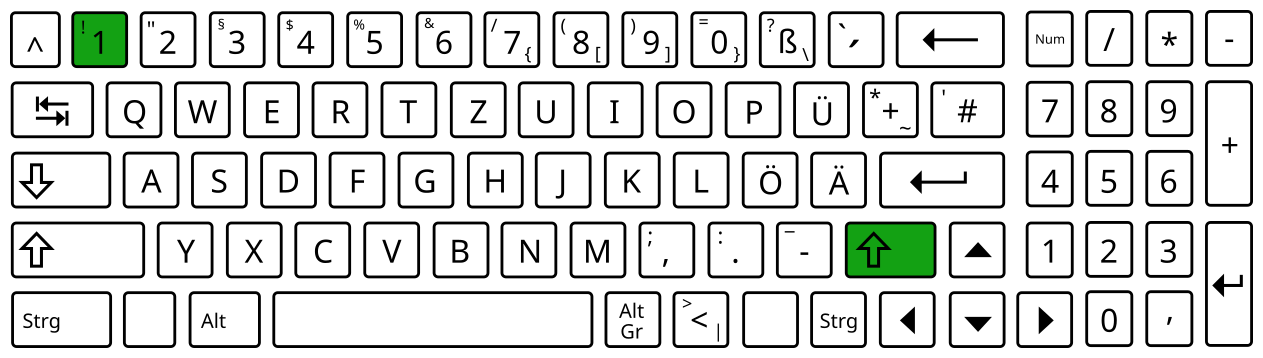 ^ ! 1 " 2 § 3 $ 4 % 5 & 6 / 7 { ( 8 [ ) 9 ] = 0 } ? ß \ ` ´ Num / * -
Q W E R T Z U I O P Ü * + ~ ' # 7 8 9 +
A S D F G H J K L Ö Ä 4 5 6
Y X C V B N M ; , : . _ - 1 2 3
Strg Alt Alt Gr > < | Strg 0 ,